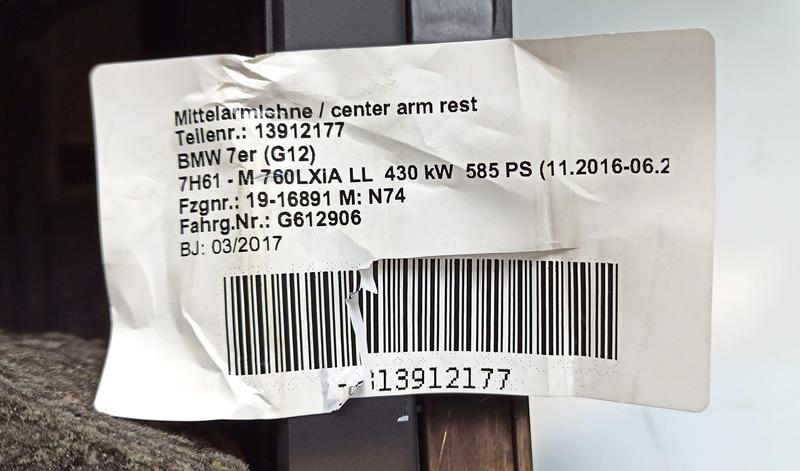 Mittelarmlehne / center arm rest
Teilenr.: 13912177
BMW 7er (G12)
7H61 - M 760LXiA LL 430 kW 585 PS (11.2016-06.2
Fzgnr.: 19-16891 M: N74
Fahrg.Nr.: G612906
BJ: 03/2017
13912177